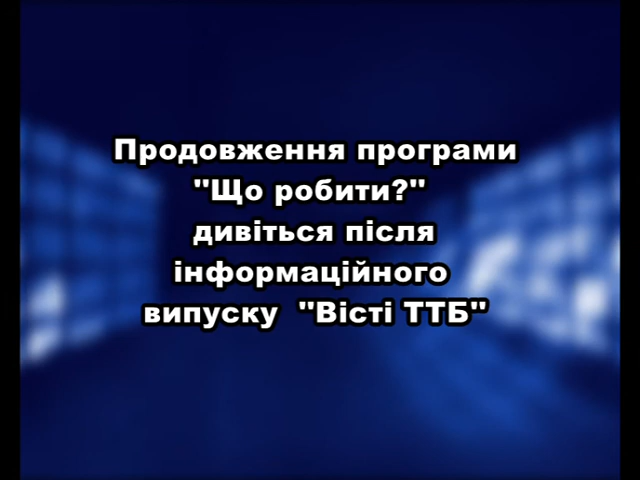 Продовження програми
"Що робити?"
дивіться після
інформаційного
випуску "Вісті ТТБ"